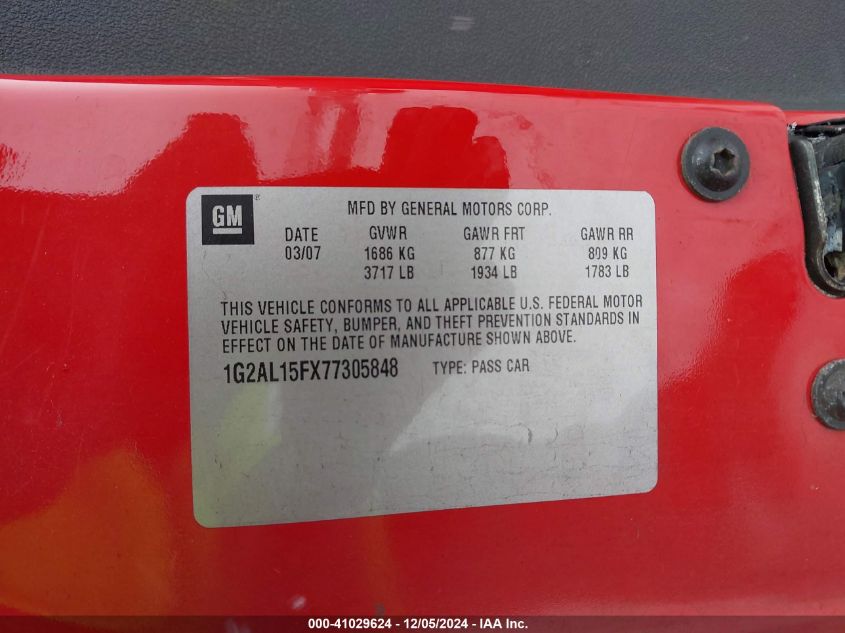 GM® MFD BY GENERAL MOTORS CORP.
DATE GVWR GAWR FRT GAWR RR
03/07 1686 KG 877 KG 809 KG
3717 LB 1934 LB 1783 LB
THIS VEHICLE CONFORMS TO ALL APPLICABLE U.S. FEDERAL MOTOR
VEHICLE SAFETY, BUMPER, AND THEFT PREVENTION STANDARDS IN
EFFECT ON THE DATE OF MANUFACTURE SHOWN ABOVE.
1G2AL15FX77305848 TYPE: PASS CAR
000-41029624 - 12/05/2024 - IAA Inc.